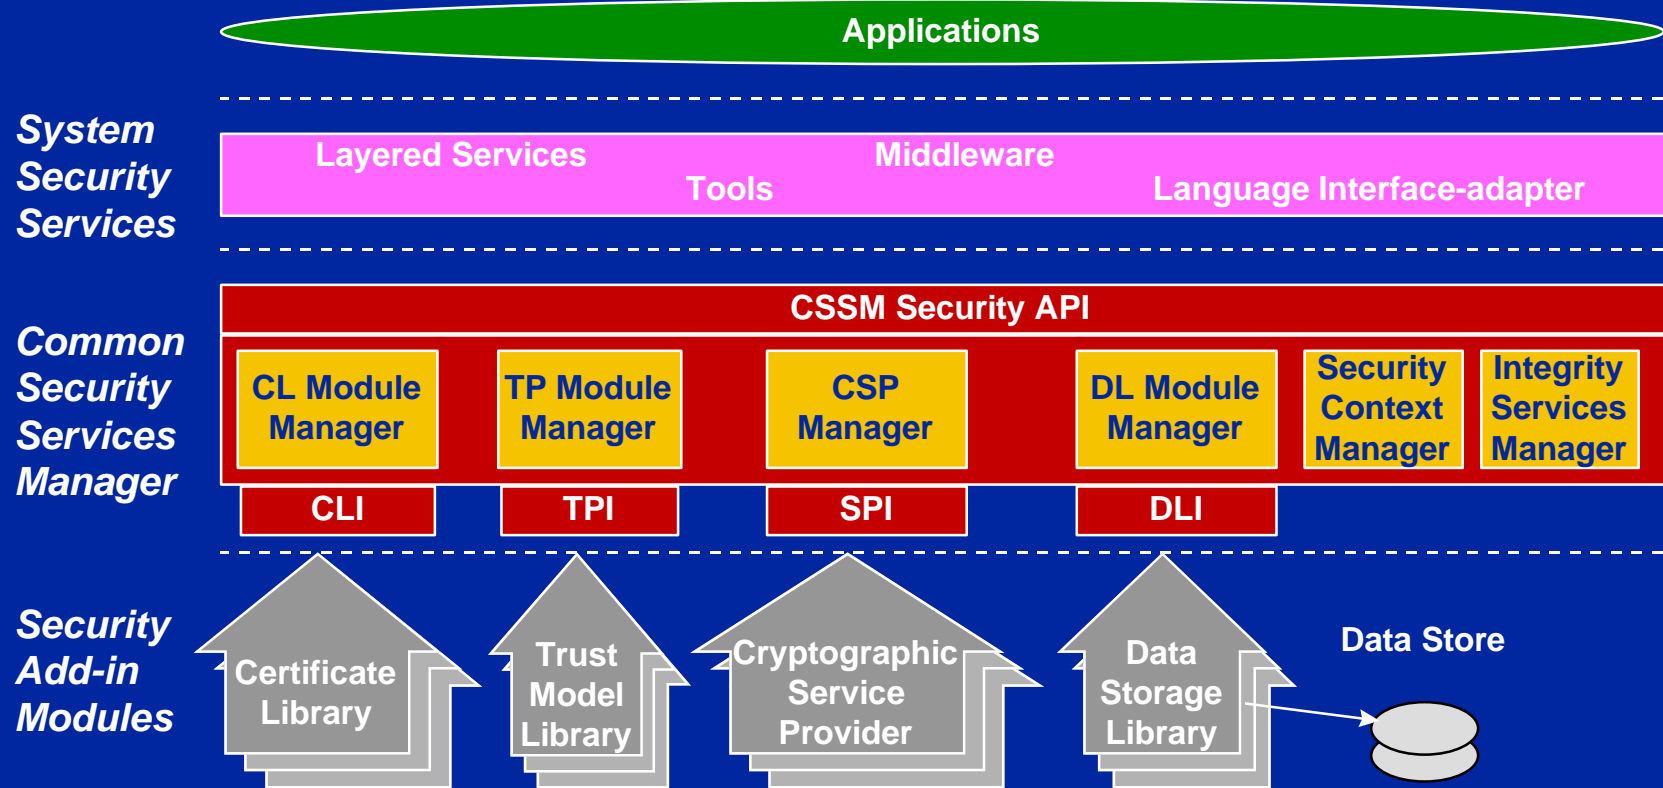 Applications
System
Security
Services
Layered Services
Middleware
Tools
Language Interface-adapter
Common
Security
Services
Manager
CSSM Security API
CL Module
Manager
TP Module
Manager
CSP
Manager
DL Module
Manager
Security
Context
Manager
Integrity
Services
Manager
CLI
TPI
SPI
DLI
Security
Add-in
Modules
Certificate
Library
Trust
Model
Library
Cryptographic
Service
Provider
Data
Storage
Library
Data Store